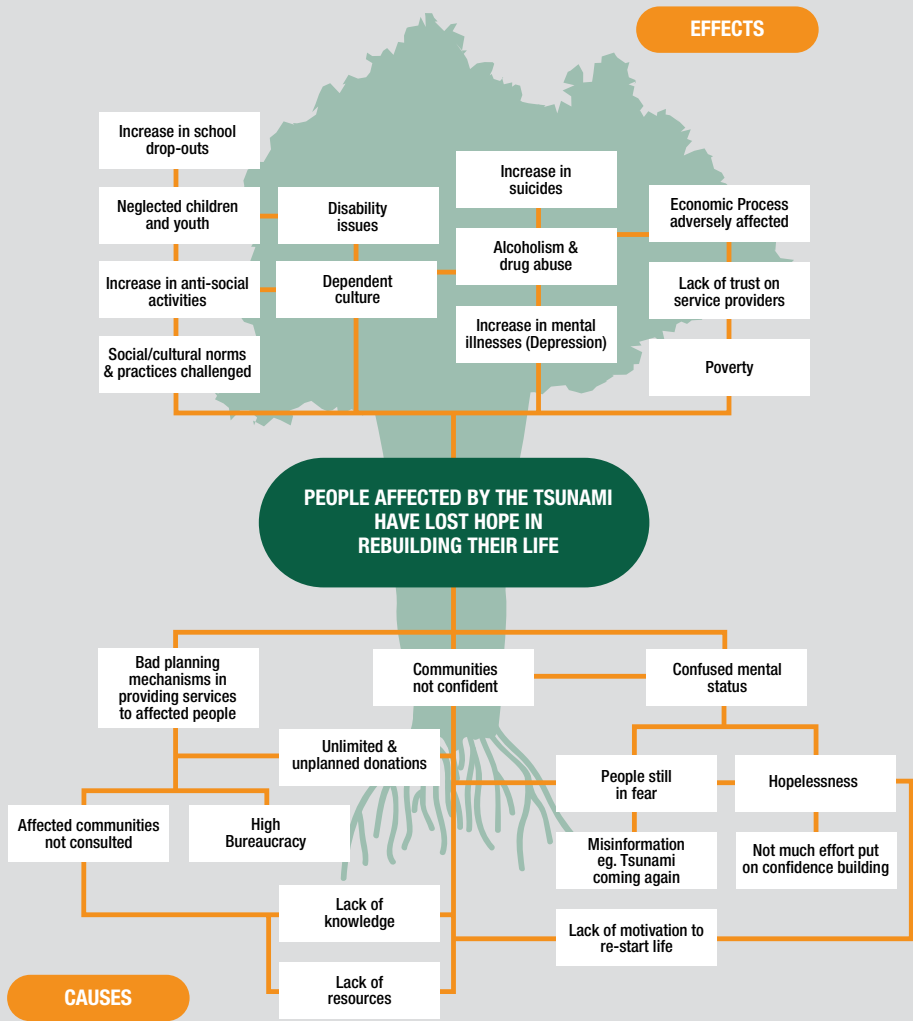 EFFECTS
Increase in school
drop-outs
Neglected children
and youth
Increase in anti-social
activities
Social/cultural norms
& practices challenged
Disability
issues
Dependent
culture
Increase in
suicides
Alcoholism &
drug abuse
Increase in mental
illnesses (Depression)
Economic Process
adversely affected
Lack of trust on
service providers
Poverty
PEOPLE AFFECTED BY THE TSUNAMI
HAVE LOST HOPE IN
REBUILDING THEIR LIFE
Bad planning
mechanisms in
providing services
to affected people
Communities
not confident
Confused mental
status
Unlimited &
unplanned donations
People still
in fear
Hopelessness
Affected communities
not consulted
High
Bureaucracy
Misinformation
eg. Tsunami
coming again
Not much effort put
on confidence building
Lack of
knowledge
Lack of motivation to
re-start life
Lack of
resources
CAUSES